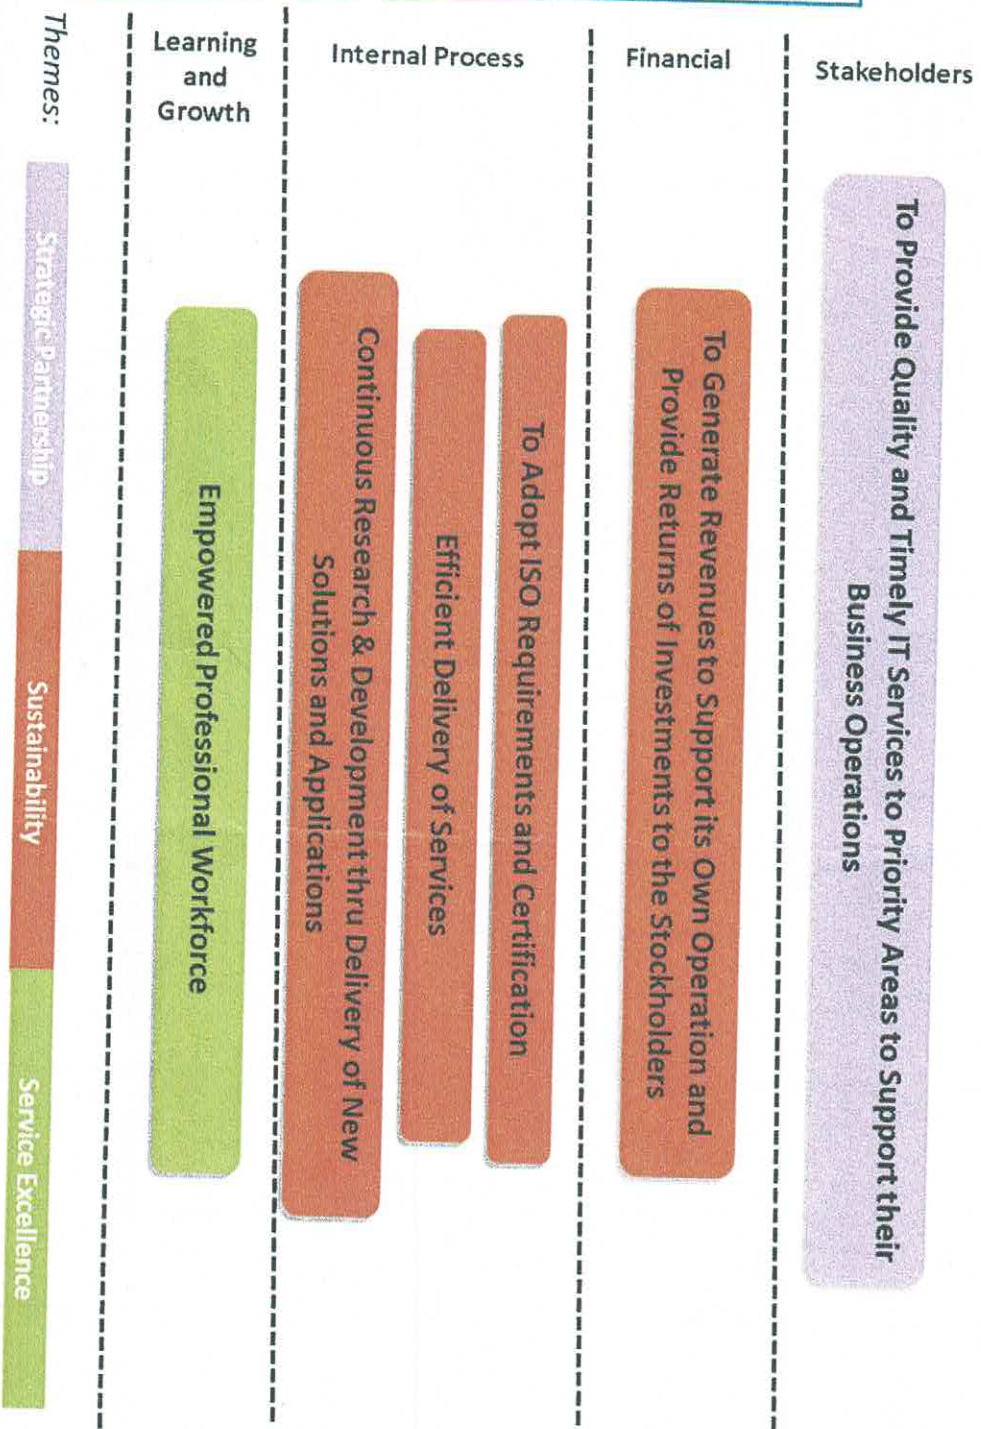 Stakeholders
To Provide Quality and Timely IT Services to Priority Areas to Support their
Business Operations
Financial
To Generate Revenues to Support its Own Operation and
Provide Returns of Investments to the Stockholders
Internal Process
To Adopt ISO Requirements and Certification
Efficient Delivery of Services
Continuous Research & Development thru Delivery of New
Solutions and Applications
Learning
and
Growth
Empowered Professional Workforce
Themes:
Strategic Partnership
Sustainability
Service Excellence